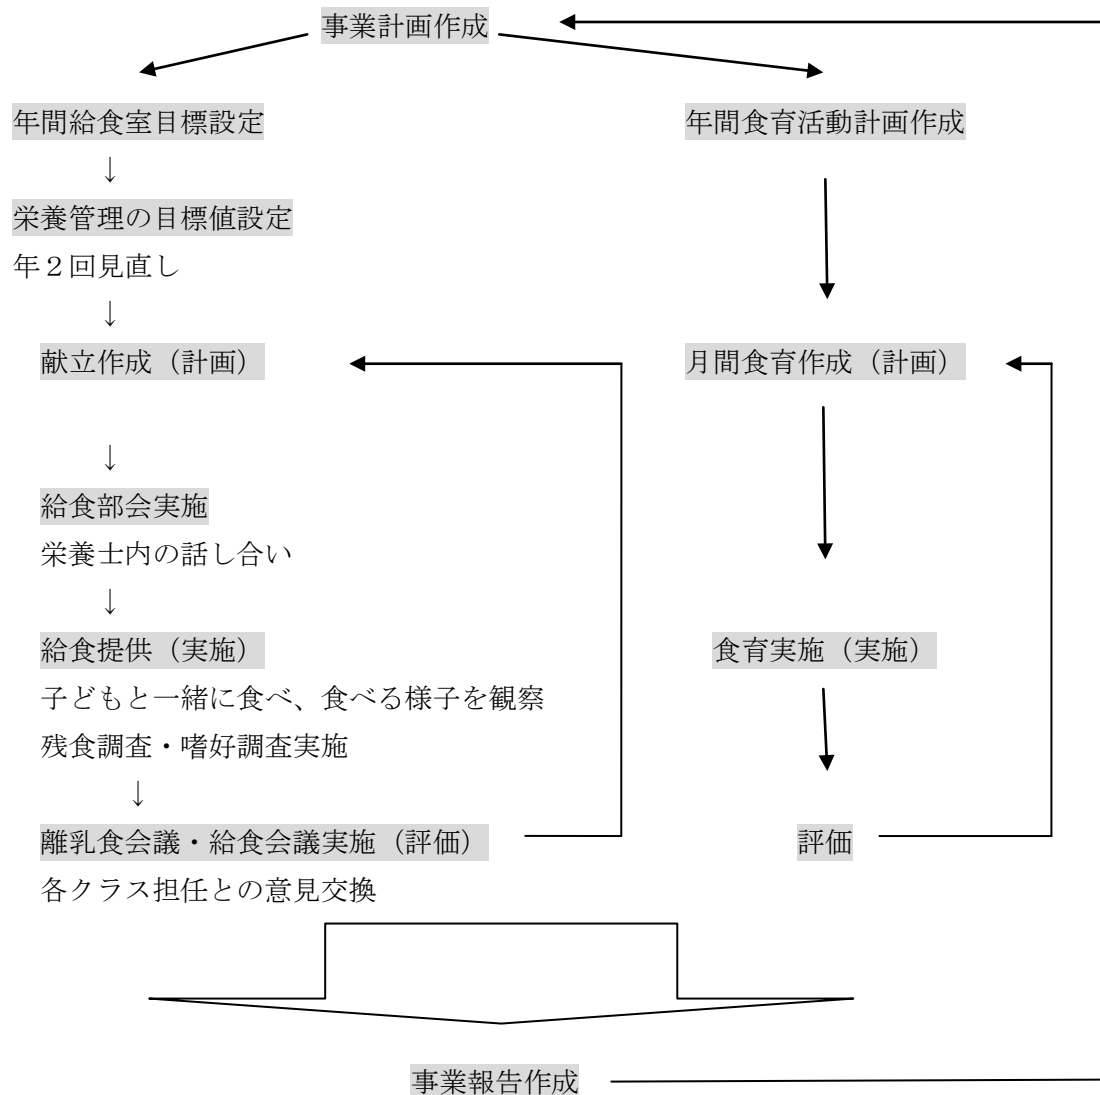 事業計画作成
年間給食室目標設定
年間食育活動計画作成
↓
栄養管理の目標値設定
年２回見直し
↓
献立作成（計画）
月間食育作成（計画）
↓
給食部会実施
栄養士内の話し合い
↓
給食提供（実施）
食育実施（実施）
子どもと一緒に食べ、食べる様子を観察
残食調査・嗜好調査実施
↓
離乳食会議・給食会議実施（評価）
評価
各クラス担任との意見交換
事業報告作成